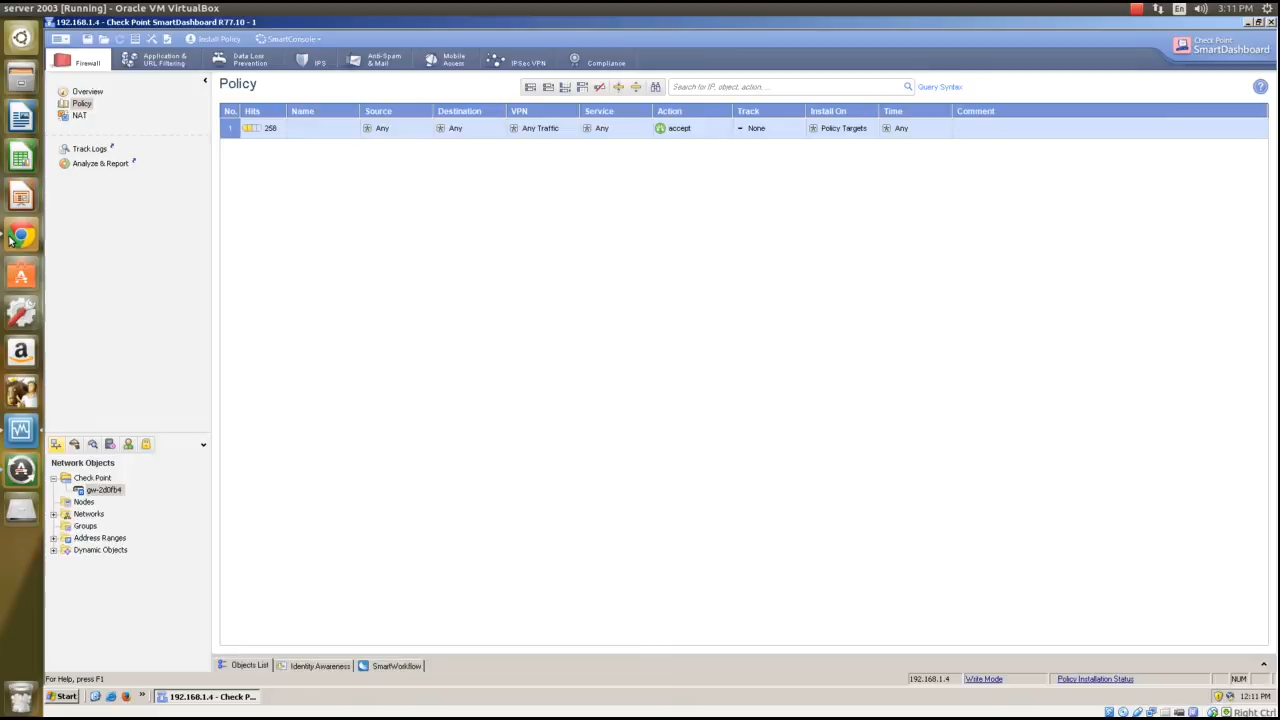 server 2003 [Running] - Oracle VM VirtualBox
En
3:11 PM
192.168.1.4 - Check Point SmartDashboard R77.10 - 1
Install Policy
SmartConsole
Check Point
SmartDashboard
Firewall
Application &
URL Filtering
Data Loss
Prevention
IPS
Anti-Spam
& Mail
Mobile
Access
IPSec VPN
Compliance
Overview
Policy
NAT
Track Logs
Analyze & Report
Policy
Search for IP, object, action...
Query Syntax
No. Hits Name Source Destination VPN Service Action Track Install On Time Comment
1 258 Any Any Any Traffic Any accept None Policy Targets Any
Network Objects
Check Point
gw-2d0fb4
Nodes
Networks
Groups
Address Ranges
Dynamic Objects
Objects List
Identity Awareness
SmartWorkflow
For Help, press F1
192.168.1.4
Write Mode
Policy Installation Status
NUM
Start
192.168.1.4 - Check P...
12:11 PM
Right Ctrl